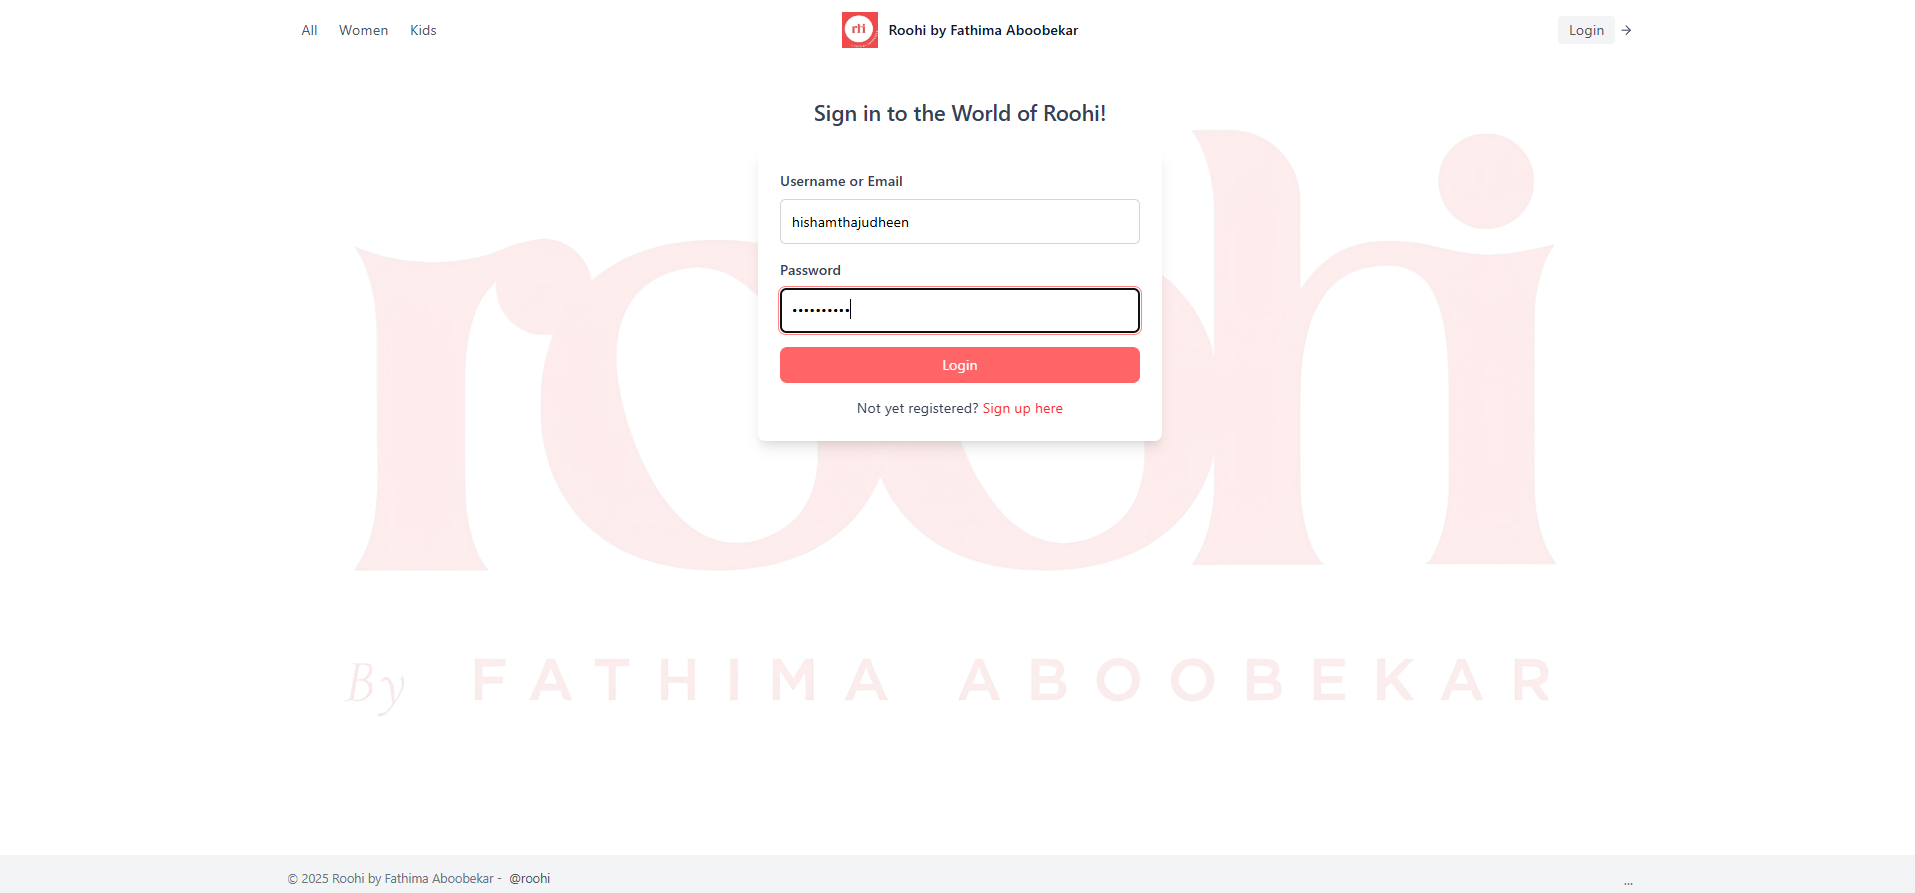 All
Women
Kids
rhi
Roohi by Fathima Aboobekar
Login →
Sign in to the World of Roohi!
Username or Email
hishamthajudheen
Password
••••••••••
Login
Not yet registered? Sign up here
roohi
By FATHIMA ABOOBEKAR
© 2025 Roohi by Fathima Aboobekar - @roohi
...